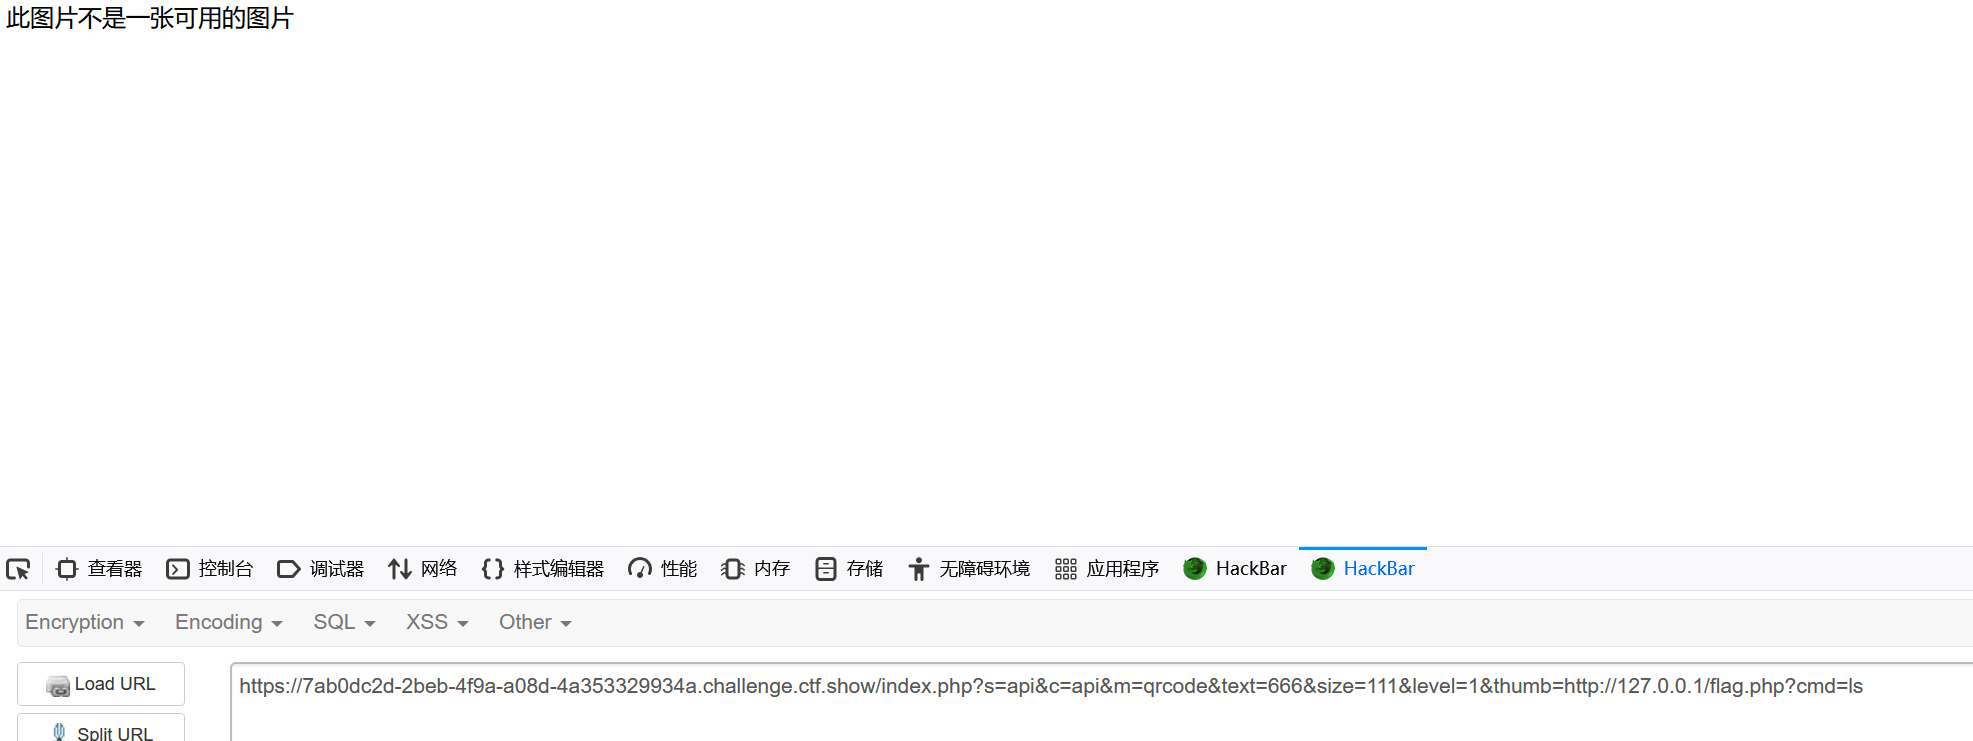 此图片不是一张可用的图片
查看器 控制台 调试器 网络 样式编辑器 性能 内存 存储 无障碍环境 应用程序 HackBar HackBar
Encryption Encoding SQL XSS Other
Load URL
https://7ab0dc2d-2beb-4f9a-a08d-4a353329934a.challenge.ctf.show/index.php?s=api&c=api&m=qrcode&text=666&size=111&level=1&thumb=http://127.0.0.1/flag.php?cmd=ls
Split URL